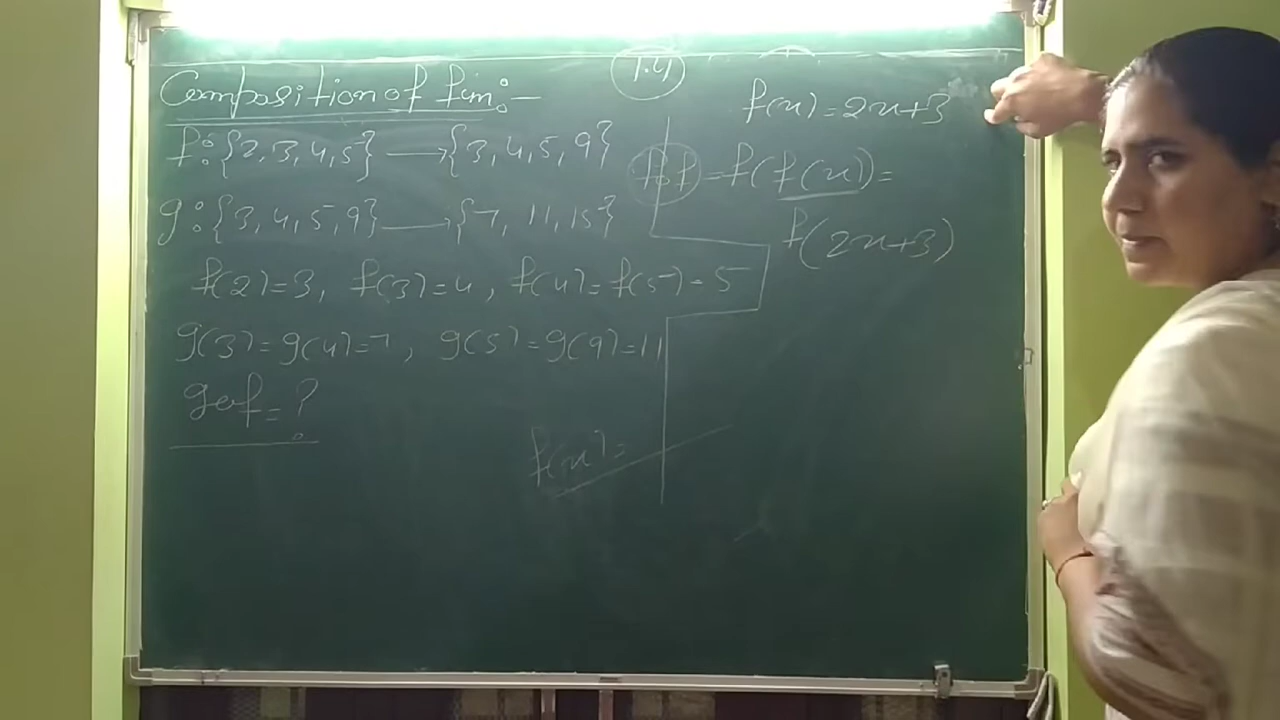 Composition of fun:-
f:{2,3,4,5} → {3,4,5,9}
g:{3,4,5,9} → {7, 11, 15}
f(2)=3, f(3)=4, f(4)=f(5)=5
g(3)=g(4)=7, g(5)=g(9)=11
gof=?
f(x)=
1.4
f(x)=2x+3
fof=f(f(x))=
f(2x+3)